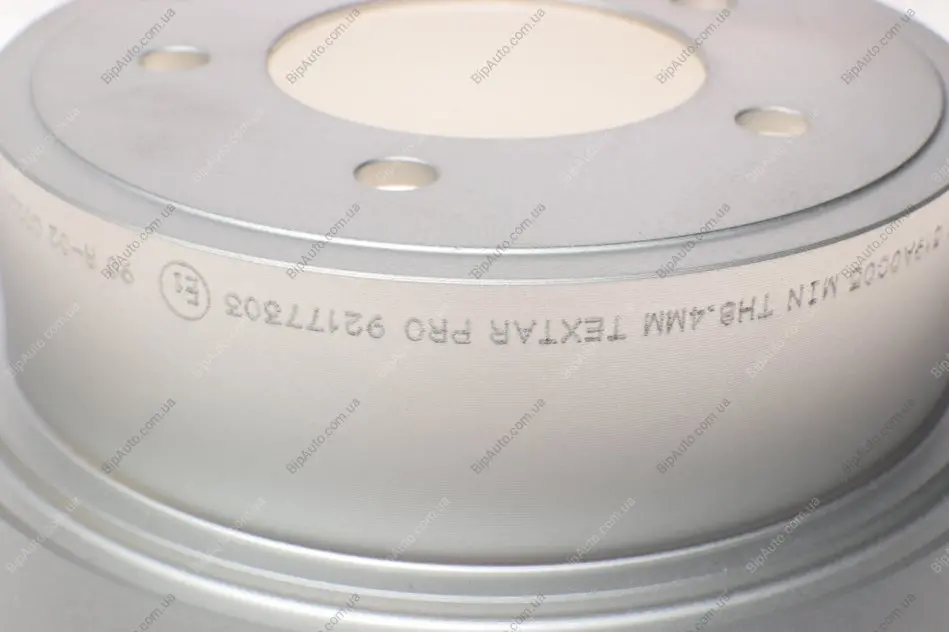 MIN TH8.4MM TEXTAR PRO 92177303 E1
BipAuto.com.ua